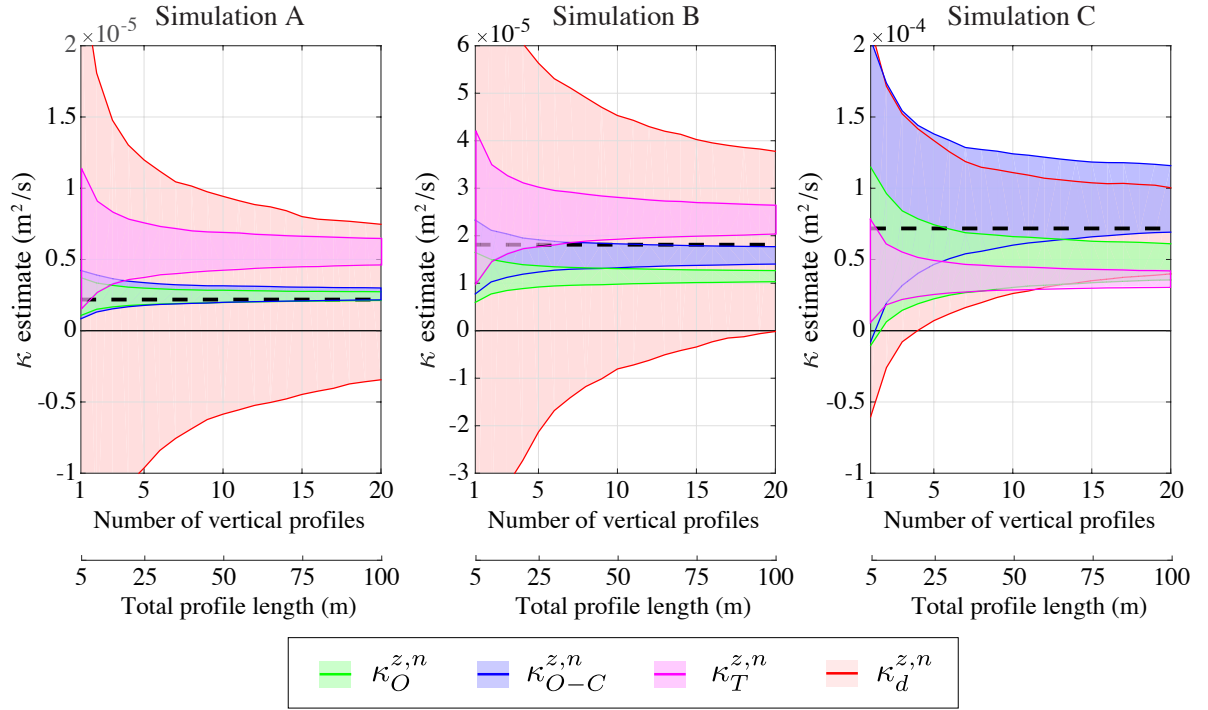 Simulation A
Simulation B
Simulation C
×10⁻⁵
×10⁻⁵
×10⁻⁴
κ estimate (m²/s)
2
1.5
1
0.5
0
-0.5
-1
1 5 10 15 20
Number of vertical profiles
5 25 50 75 100
Total profile length (m)
κ estimate (m²/s)
6
5
4
3
2
1
0
-1
-2
-3
1 5 10 15 20
Number of vertical profiles
5 25 50 75 100
Total profile length (m)
κ estimate (m²/s)
2
1.5
1
0.5
0
-0.5
-1
1 5 10 15 20
Number of vertical profiles
5 25 50 75 100
Total profile length (m)
κ_O^{z,n} κ_{O−C}^{z,n} κ_T^{z,n} κ_d^{z,n}